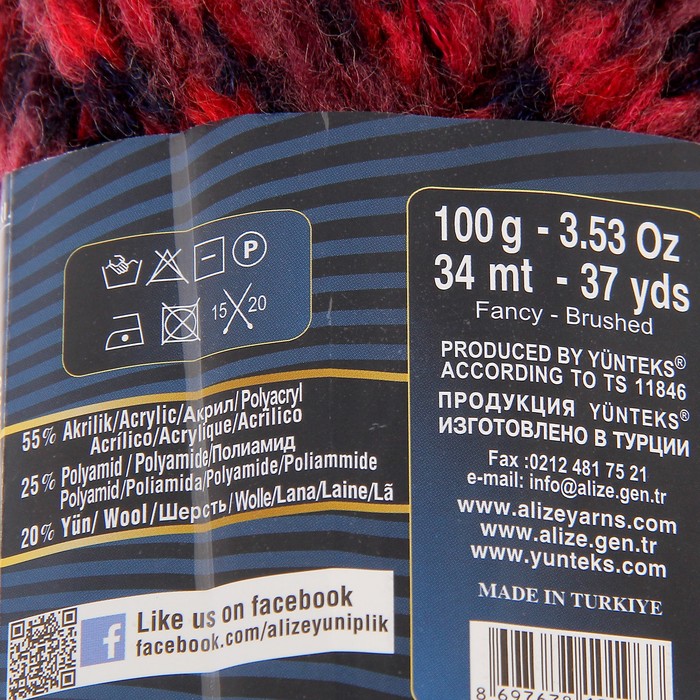 P
15 20
55% Akrilik/Acrylic/Акрил/Polyacryl
Acrílico/Acrylique/Acrilico
25% Polyamid/Polyamide/Полиамид
Polyamid/Poliamida/Polyamide/Poliammide
20% Yün/Wool/Шерсть/Wolle/Lana/Laine/Lã
f Like us on facebook
facebook.com/alizeyuniplik
100g - 3.53 Oz
34 mt - 37 yds
Fancy - Brushed
PRODUCED BY YÜNTEKS®
ACCORDING TO TS 11846
ПРОДУКЦИЯ YÜNTEKS®
ИЗГОТОВЛЕНО В ТУРЦИИ
Fax :0212 481 75 21
e-mail: info@alize.gen.tr
www.alizeyarns.com
www.alize.gen.tr
www.yunteks.com
MADE IN TURKIYE